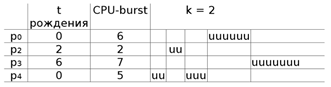 t рождения CPU-burst k = 2
p0 0 6 uuuuuu
p2 2 2 uu
p3 6 7 uuuuuuu
p4 0 5 uu uuu